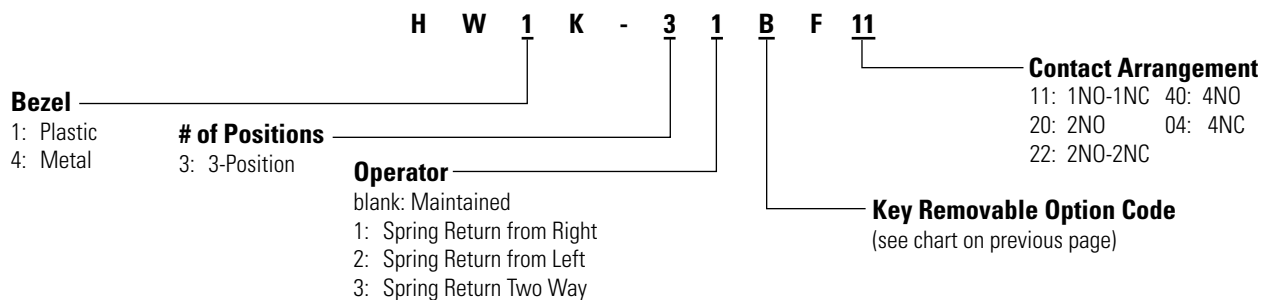 H W 1 K - 3 1 B F 11
Bezel
1: Plastic
4: Metal
# of Positions
3: 3-Position
Operator
blank: Maintained
1: Spring Return from Right
2: Spring Return from Left
3: Spring Return Two Way
Key Removable Option Code
(see chart on previous page)
Contact Arrangement
11: 1NO-1NC 40: 4NO
20: 2NO 04: 4NC
22: 2NO-2NC